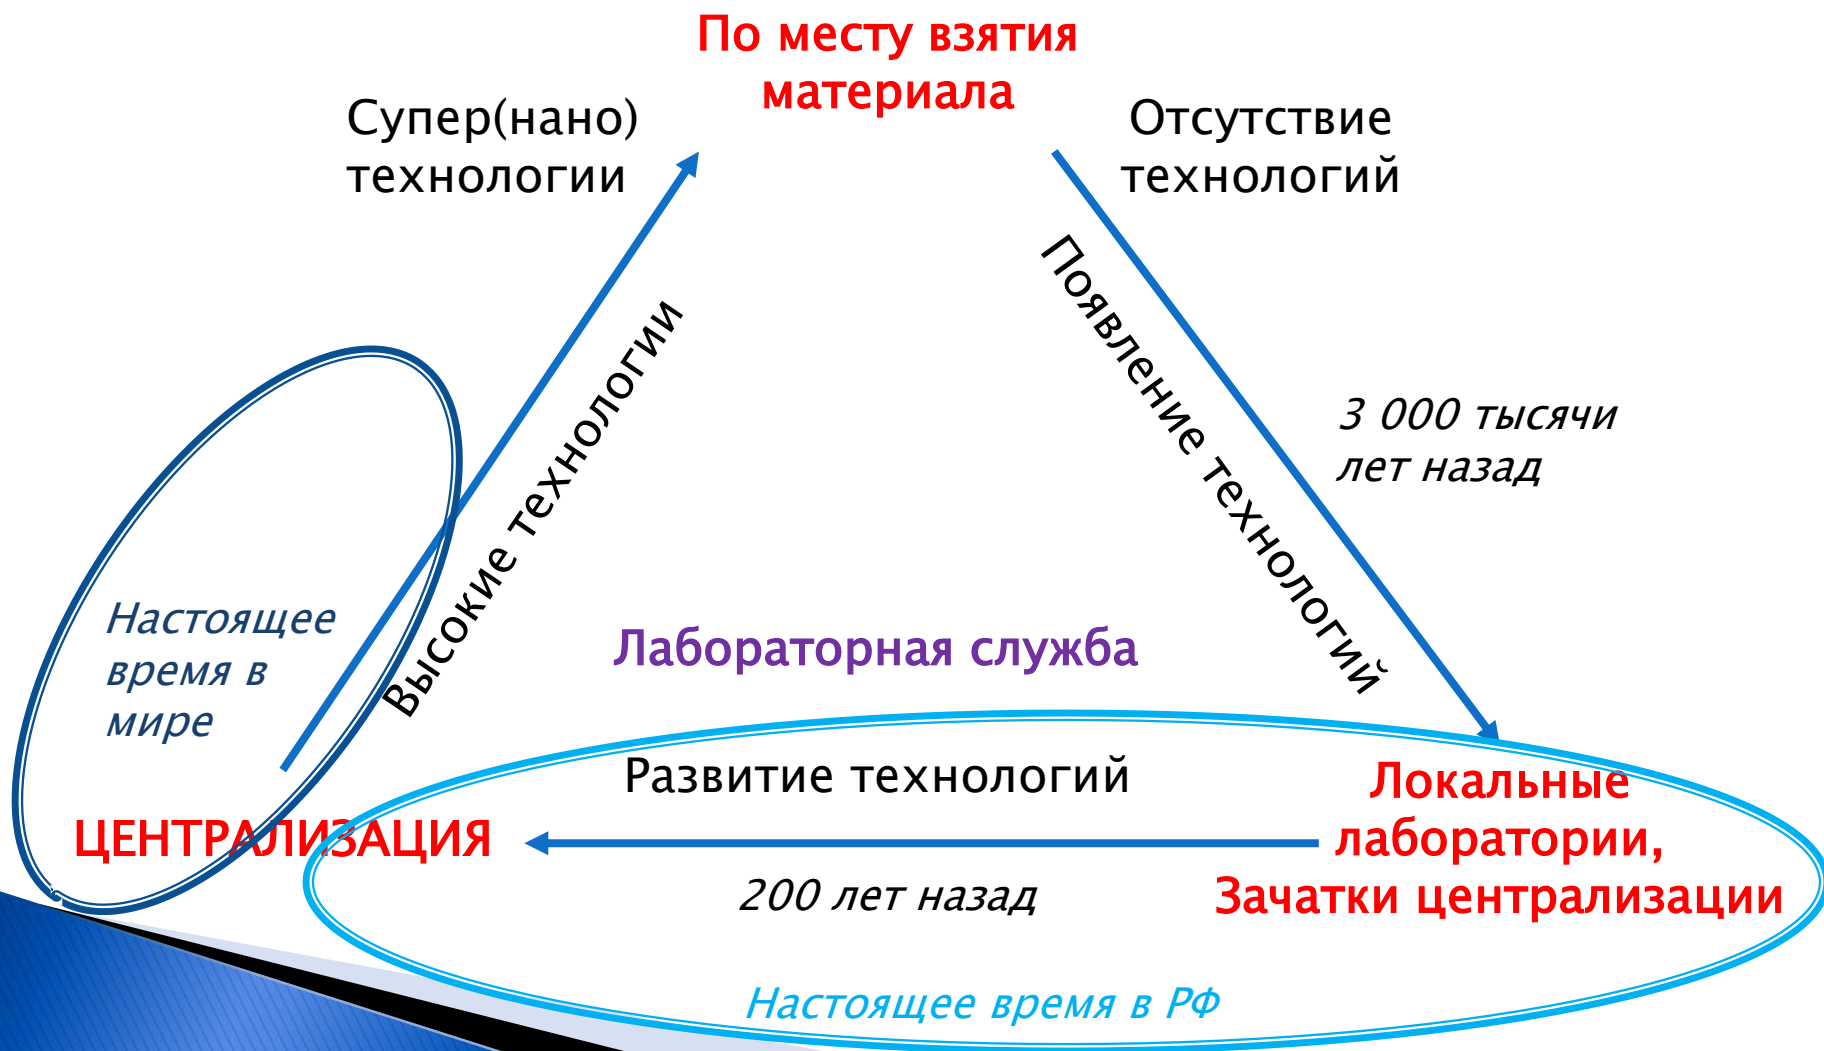 По месту взятия
материала
Супер(нано)
технологии
Отсутствие
технологий
Высокие технологии
Появление технологий
3 000 тысячи
лет назад
Настоящее
время в
мире
Лабораторная служба
Развитие технологий
ЦЕНТРАЛИЗАЦИЯ
Локальные
лаборатории,
Зачатки централизации
200 лет назад
Настоящее время в РФ